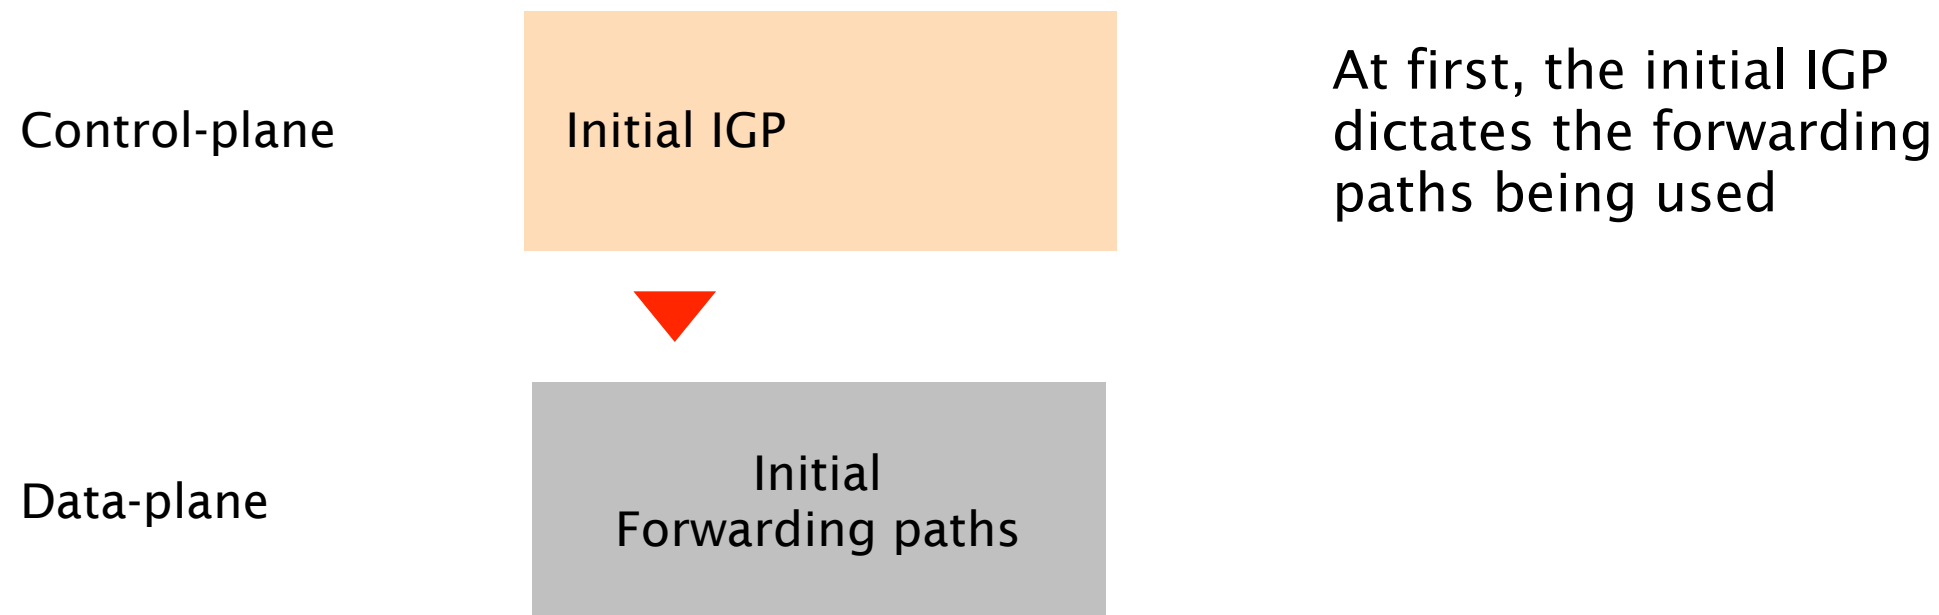 Control-plane
Initial IGP
At first, the initial IGP
dictates the forwarding
paths being used
Data-plane
Initial
Forwarding paths